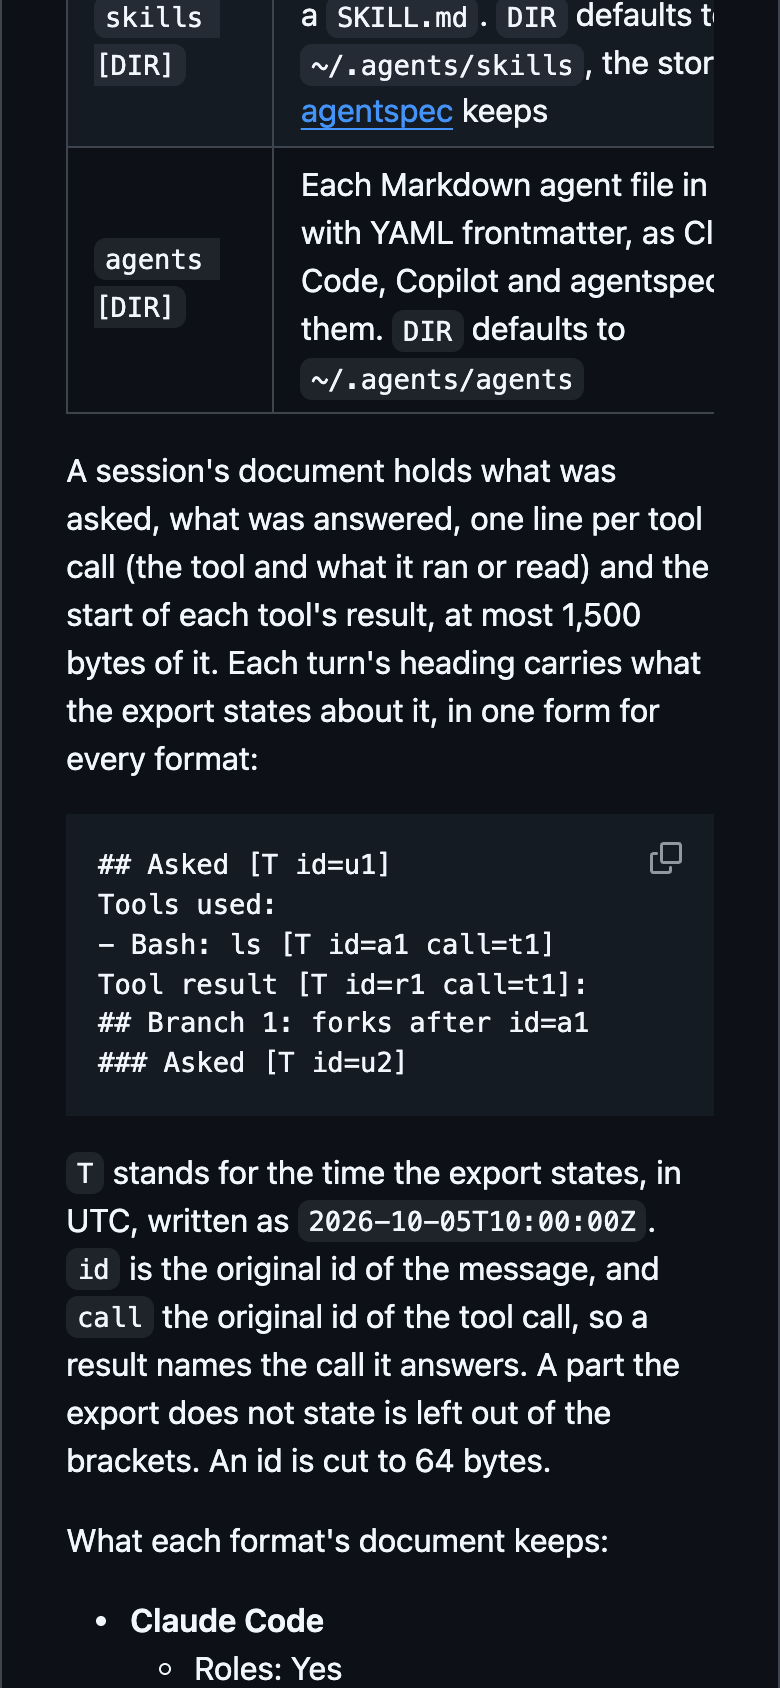 skills
a SKILL.md. DIR defaults
[DIR]
~/.agents/skills, the
agentspec keeps
Each Markdown agent file in
with YAML frontmatter, as
agents
Code, Copilot and
[DIR]
them. DIR defaults to
~/.agents/agents
A session's document holds what was
asked, what was answered, one line per tool
call (the tool and what it ran or read) and the
start of each tool's result, at most 1,500
bytes of it. Each turn's heading carries what
the export states about it, in one form for
every format:
## Asked [T id=u1]
Tools used:
- Bash: ls [T id=a1 call=t1]
Tool result [T id=r1 call=t1]:
## Branch 1: forks after id=a1
### Asked [T id=u2]
T stands for the time the export states, in
UTC, written as 2026-10-05T10:00:00Z.
id is the original id of the message, and
call the original id of the tool call, so a
result names the call it answers. A part the
export does not state is left out of the
brackets. An id is cut to 64 bytes.
What each format's document keeps:
• Claude Code
○ Roles: Yes